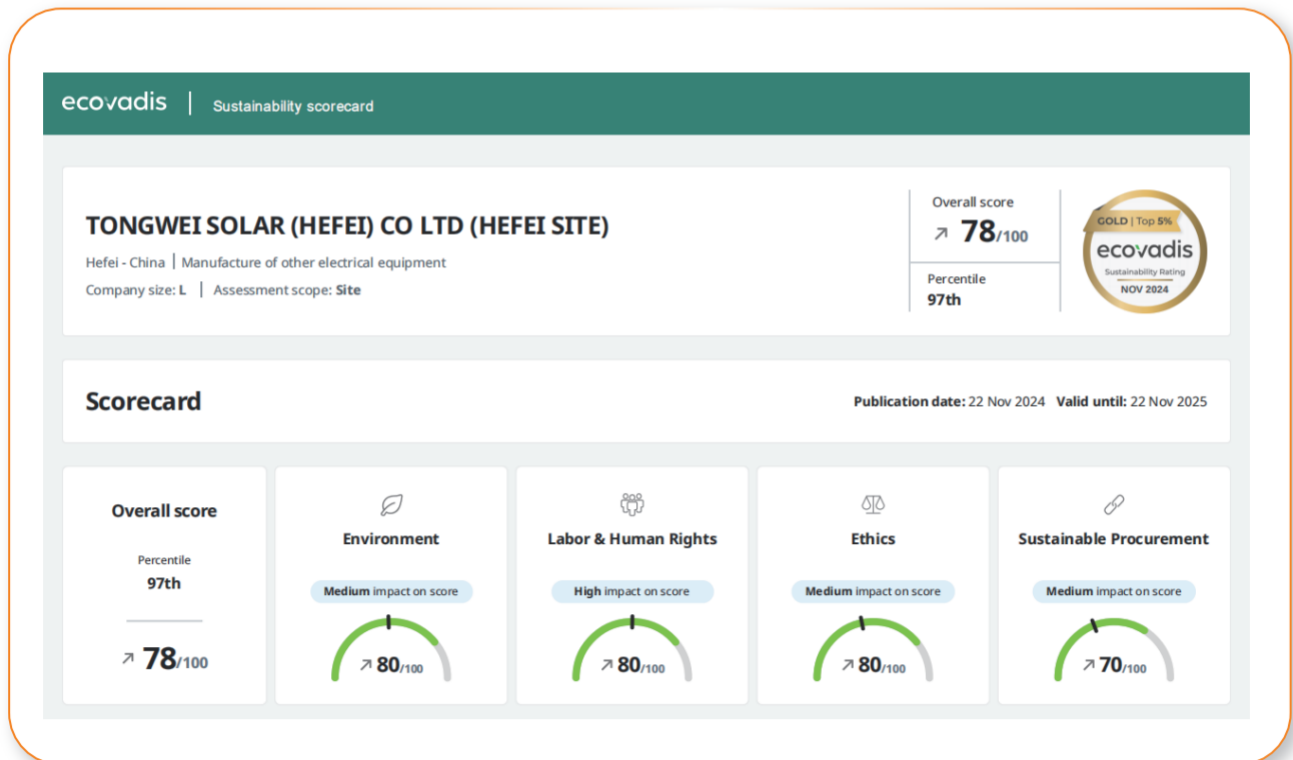 ecovadis | Sustainability scorecard
TONGWEI SOLAR (HEFEI) CO LTD (HEFEI SITE)
Hefei - China | Manufacture of other electrical equipment
Company size: L | Assessment scope: Site
Overall score
78/100
Percentile
97th
GOLD | Top 5%
ecovadis
Sustainability Rating
NOV 2024
Scorecard
Publication date: 22 Nov 2024 Valid until: 22 Nov 2025
Overall score
Percentile
97th
78/100
Environment
Medium impact on score
80/100
Labor & Human Rights
High impact on score
80/100
Ethics
Medium impact on score
80/100
Sustainable Procurement
Medium impact on score
70/100